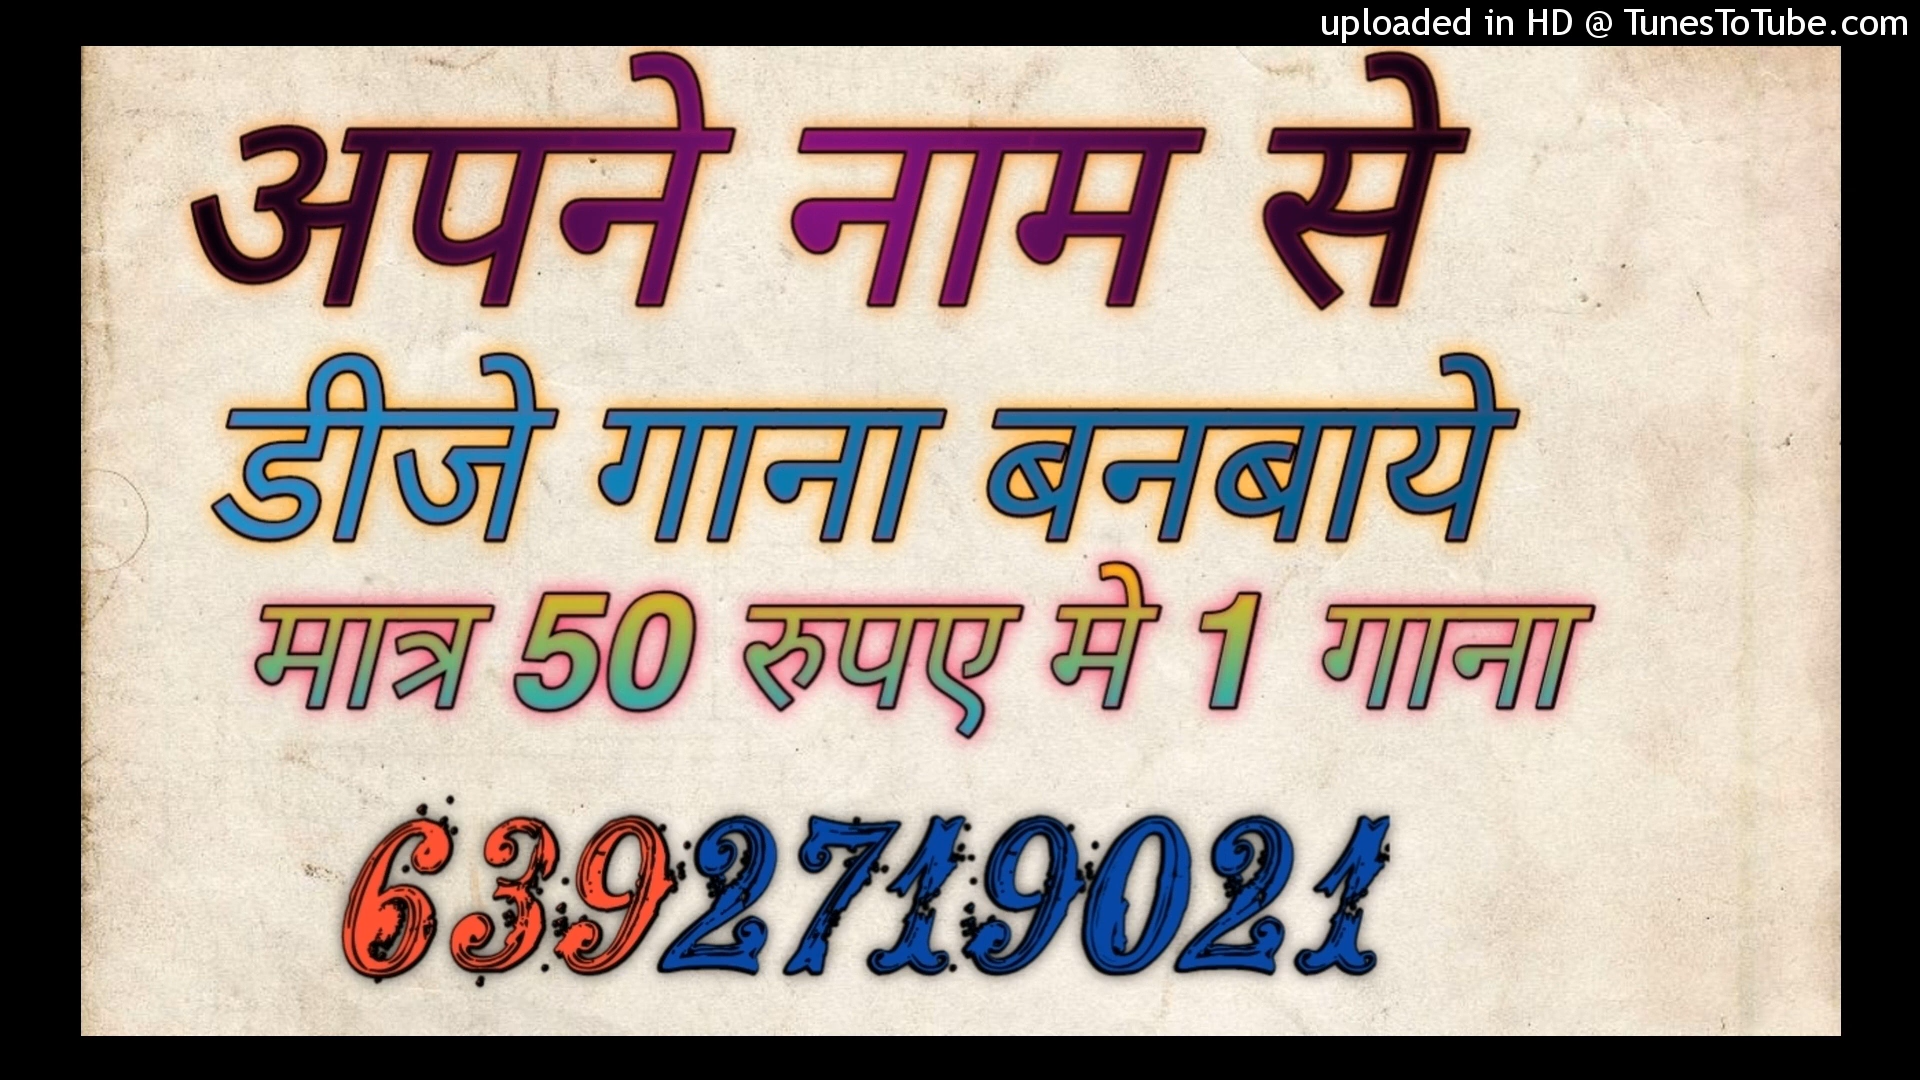 uploaded in HD @ TunesToTube.com
अपने नाम से
डीजे गाना बनबाये
मात्र 50 रुपए मे 1 गाना
6392719021